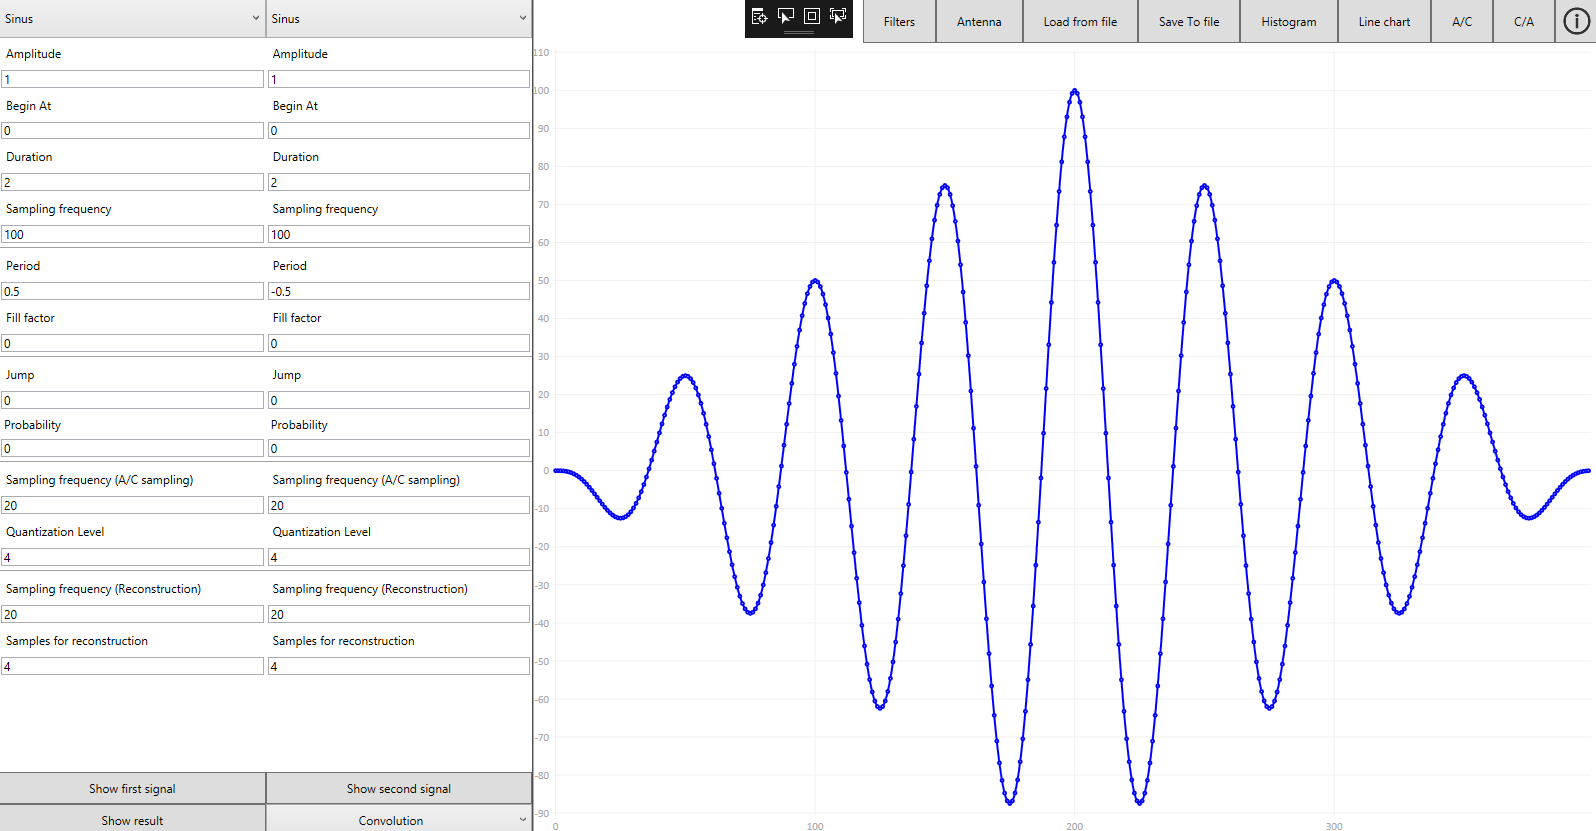 Sinus Sinus Filters Antenna Load from file Save To file Histogram Line chart A/C C/A
Amplitude Amplitude
1 1
Begin At Begin At
0 0
Duration Duration
2 2
Sampling frequency Sampling frequency
100 100
Period Period
0.5 -0.5
Fill factor Fill factor
0 0
Jump Jump
0 0
Probability Probability
0 0
Sampling frequency (A/C sampling) Sampling frequency (A/C sampling)
20 20
Quantization Level Quantization Level
4 4
Sampling frequency (Reconstruction) Sampling frequency (Reconstruction)
20 20
Samples for reconstruction Samples for reconstruction
4 4
Show first signal Show second signal
Show result Convolution
110
100
90
80
70
60
50
40
30
20
10
0
-10
-20
-30
-40
-50
-60
-70
-80
-90
0 100 200 300